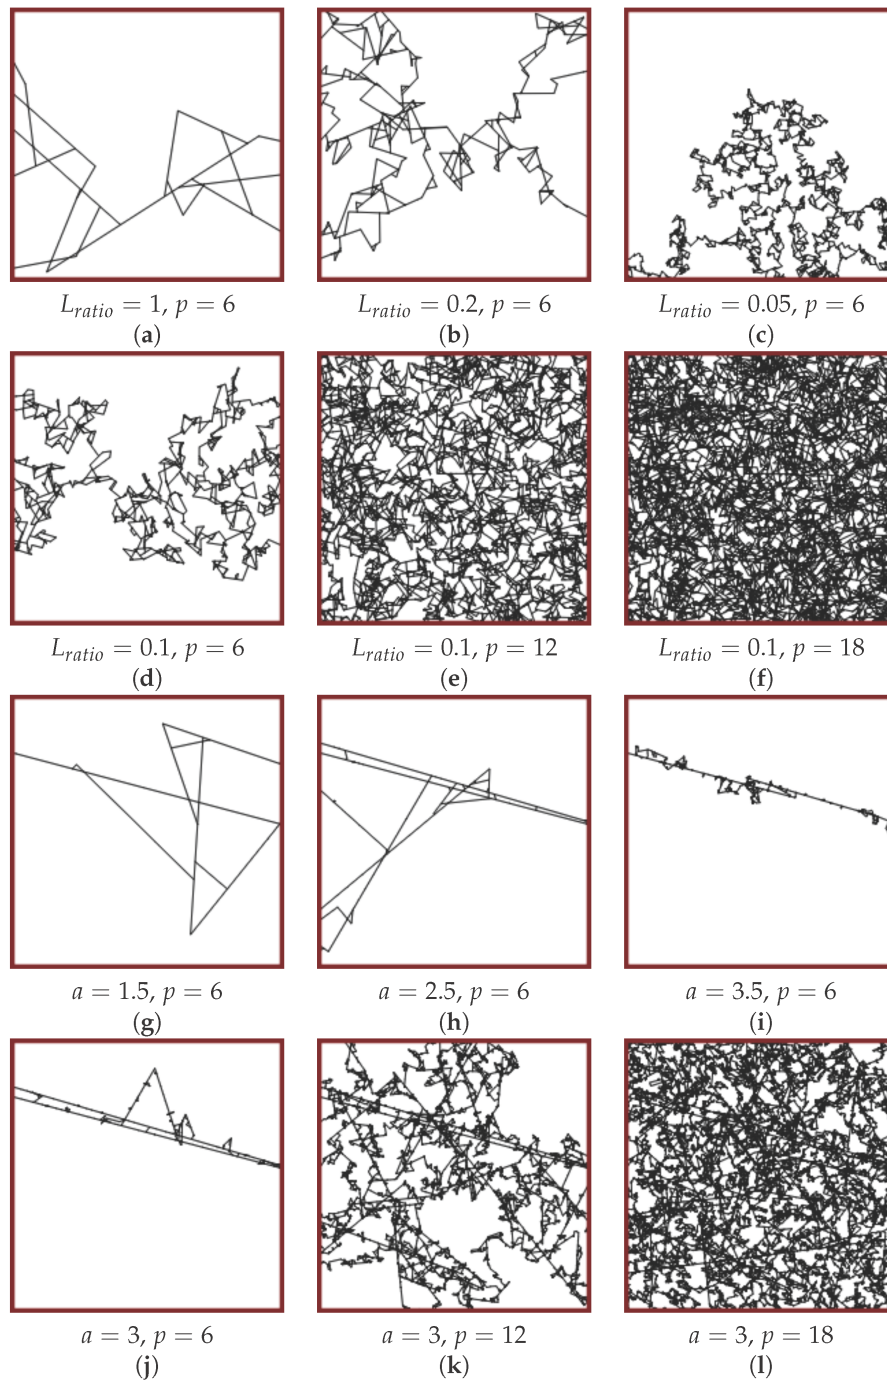 L_ratio = 1, p = 6
(a)
L_ratio = 0.2, p = 6
(b)
L_ratio = 0.05, p = 6
(c)
L_ratio = 0.1, p = 6
(d)
L_ratio = 0.1, p = 12
(e)
L_ratio = 0.1, p = 18
(f)
a = 1.5, p = 6
(g)
a = 2.5, p = 6
(h)
a = 3.5, p = 6
(i)
a = 3, p = 6
(j)
a = 3, p = 12
(k)
a = 3, p = 18
(l)